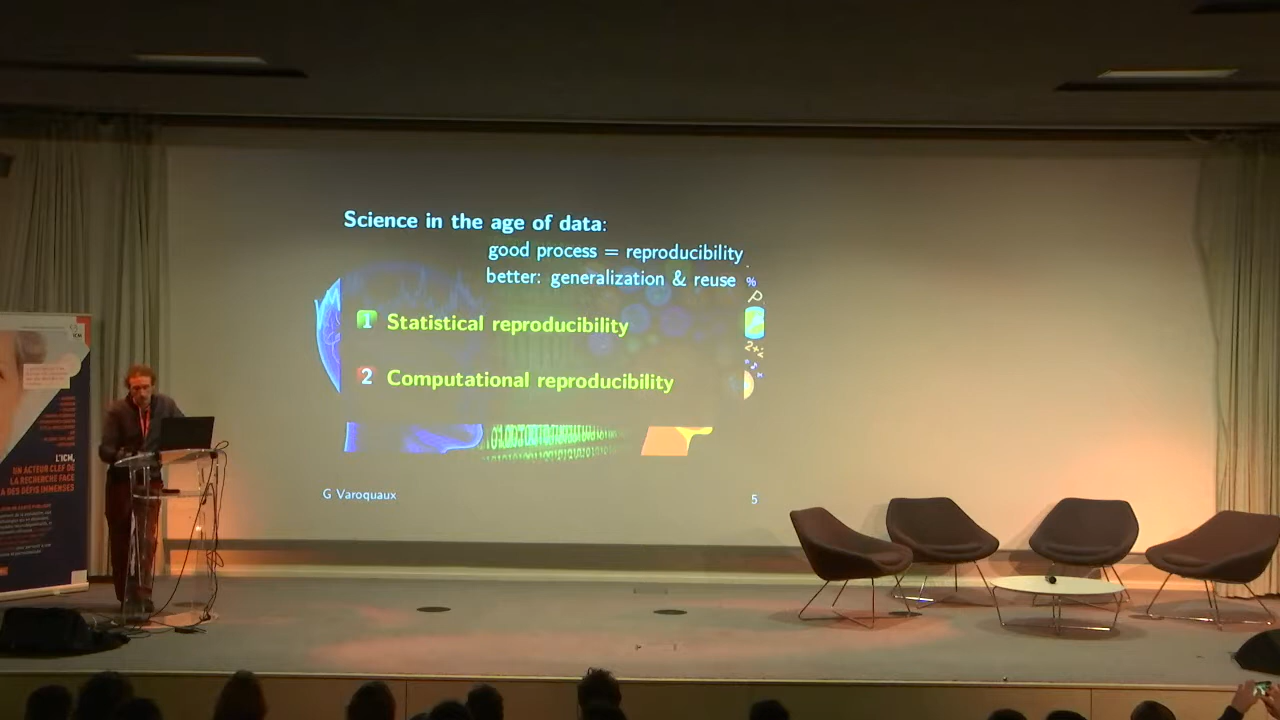 Science in the age of data:
good process = reproducibility
better: generalization & reuse
%
1 Statistical reproducibility
2 Computational reproducibility
G Varoquaux
5
ICM
L'ICM,
UN ACTEUR CLEF DE
LA RECHERCHE FACE
A DES DÉFIS IMMENSES